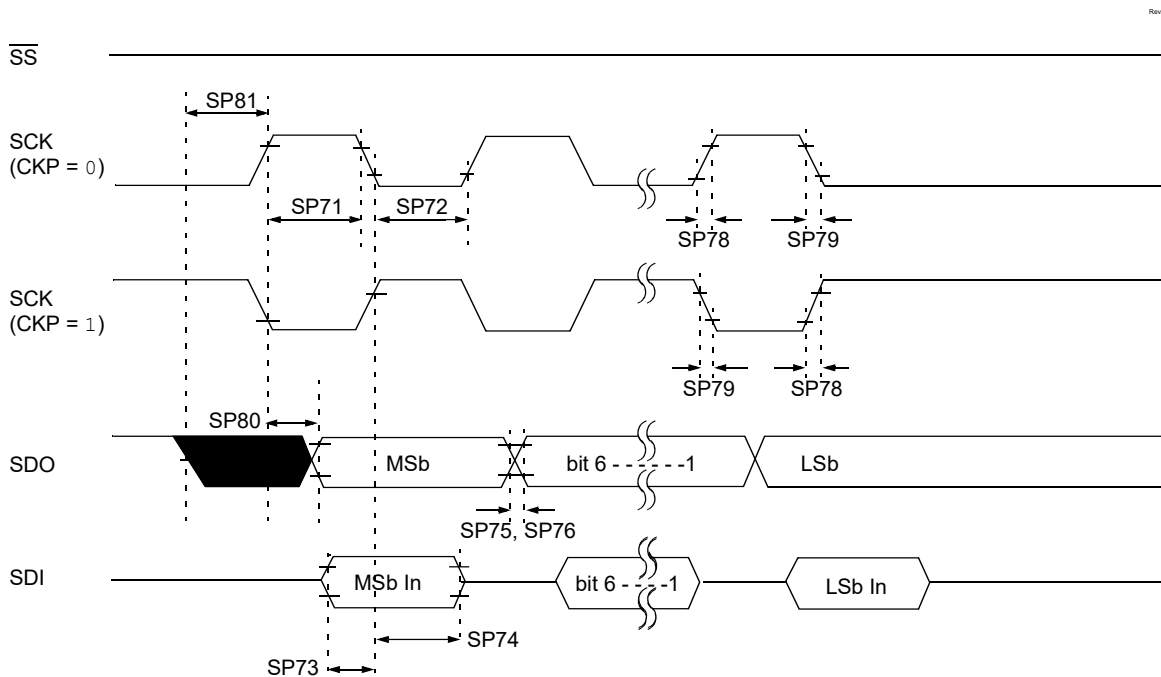 Rev
SS
SP81
SCK
(CKP = 0)
SP71
SP72
SP78
SP79
SCK
(CKP = 1)
SP79
SP78
SP80
SDO
MSb
bit 6 - - - - - -1
LSb
SP75, SP76
SDI
MSb In
bit 6 - - - - -1
LSb In
SP74
SP73